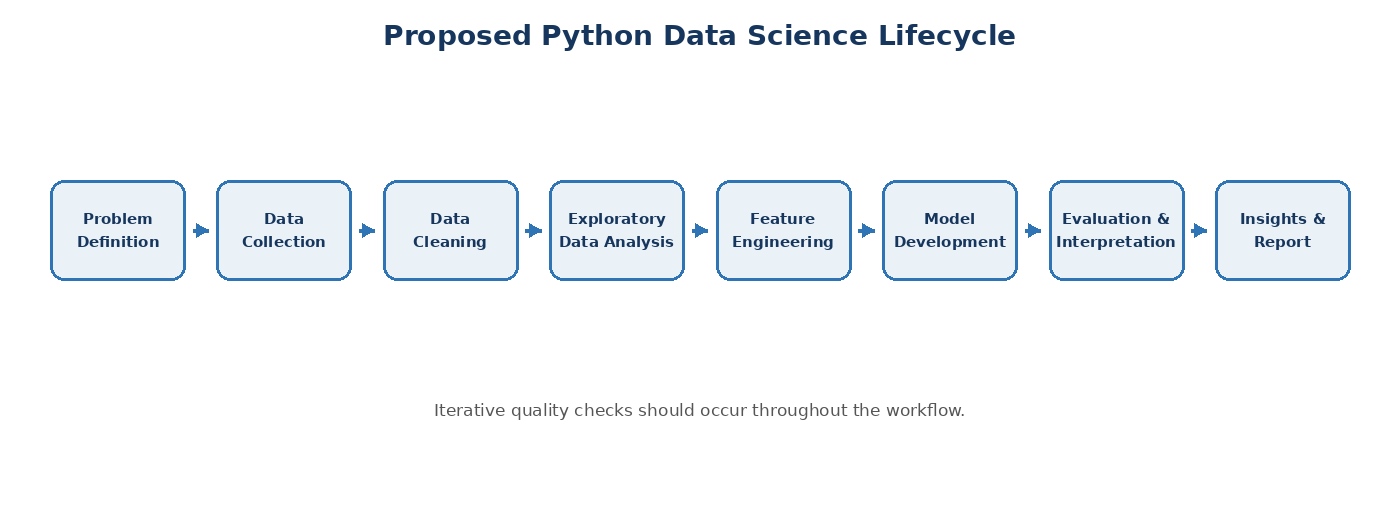 Proposed Python Data Science Lifecycle
Problem
Definition
Data
Collection
Data
Cleaning
Exploratory
Data Analysis
Feature
Engineering
Model
Development
Evaluation &
Interpretation
Insights &
Report
Iterative quality checks should occur throughout the workflow.